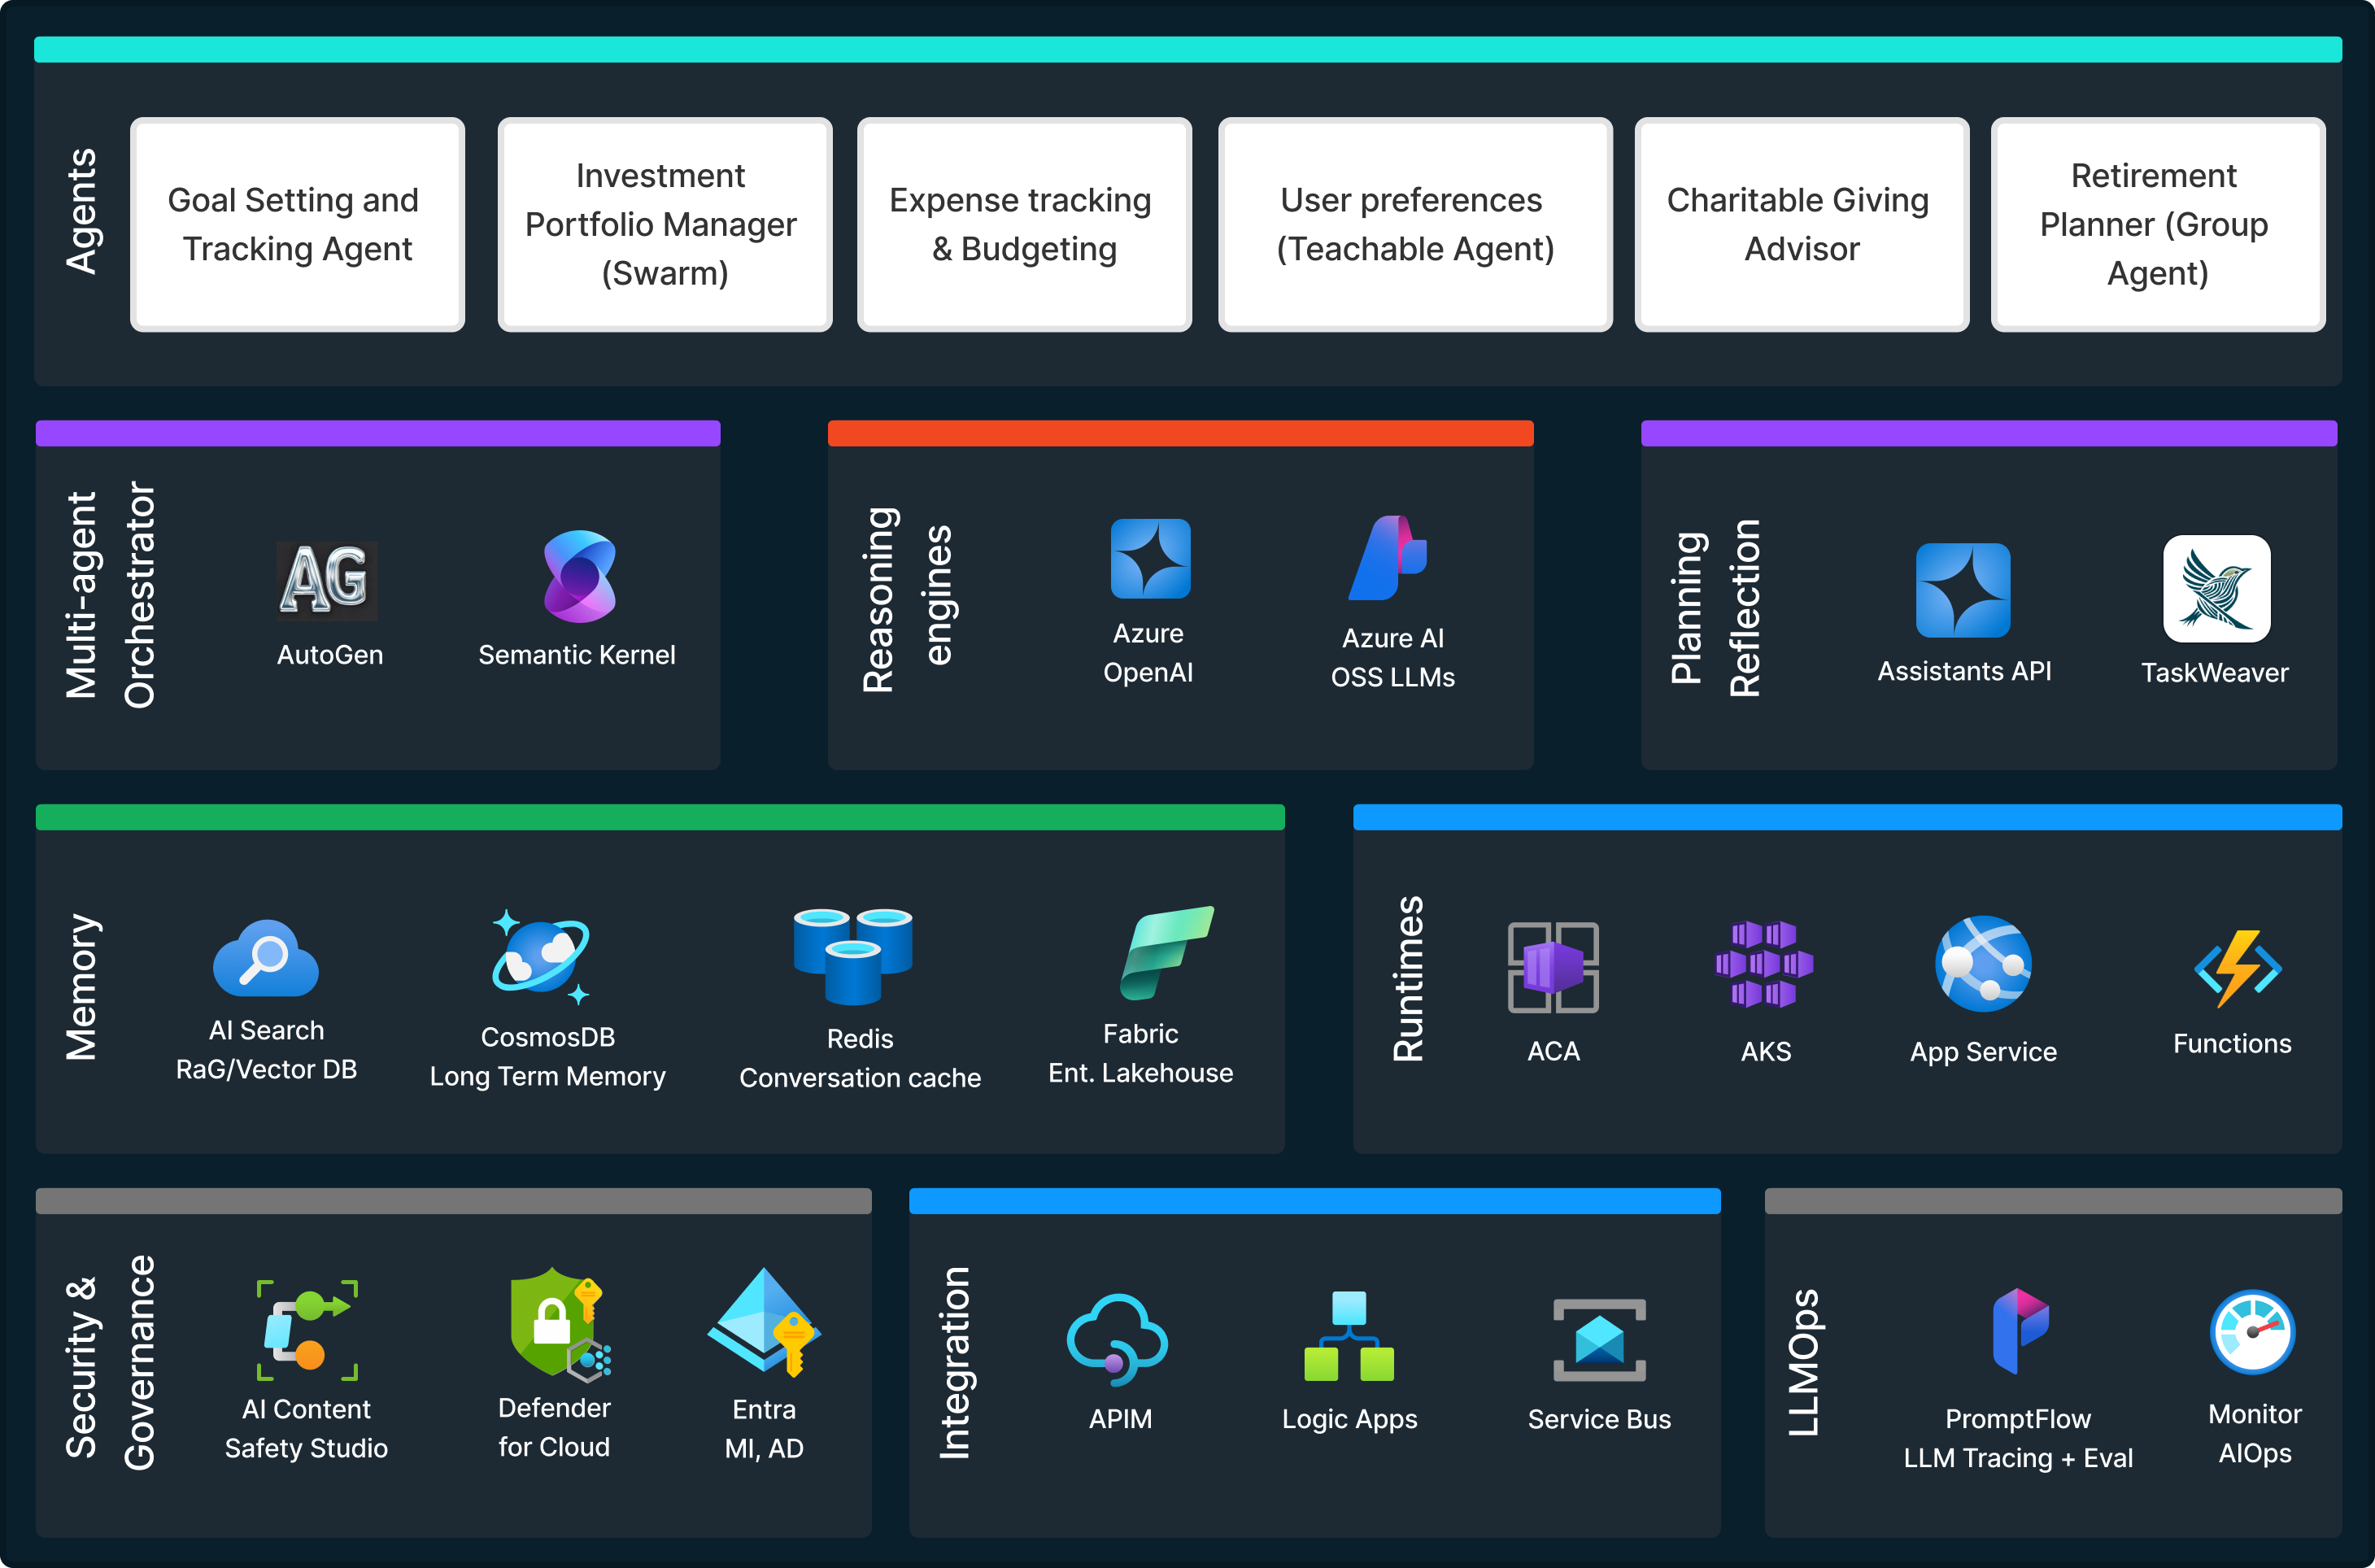 Agents
Goal Setting and
Tracking Agent
Investment
Portfolio Manager
(Swarm)
Expense tracking
& Budgeting
User preferences
(Teachable Agent)
Charitable Giving
Advisor
Retirement
Planner (Group
Agent)
Multi-agent
Orchestrator
AG
AutoGen
Semantic Kernel
Reasoning
engines
Azure
OpenAI
Azure AI
OSS LLMs
Planning
Reflection
Assistants API
TaskWeaver
Memory
AI Search
RaG/Vector DB
CosmosDB
Long Term Memory
Redis
Conversation cache
Fabric
Ent. Lakehouse
Runtimes
ACA
AKS
App Service
Functions
Security &
Governance
AI Content
Safety Studio
Defender
for Cloud
Entra
MI, AD
Integration
APIM
Logic Apps
Service Bus
LLMOps
PromptFlow
LLM Tracing + Eval
Monitor
AIOps